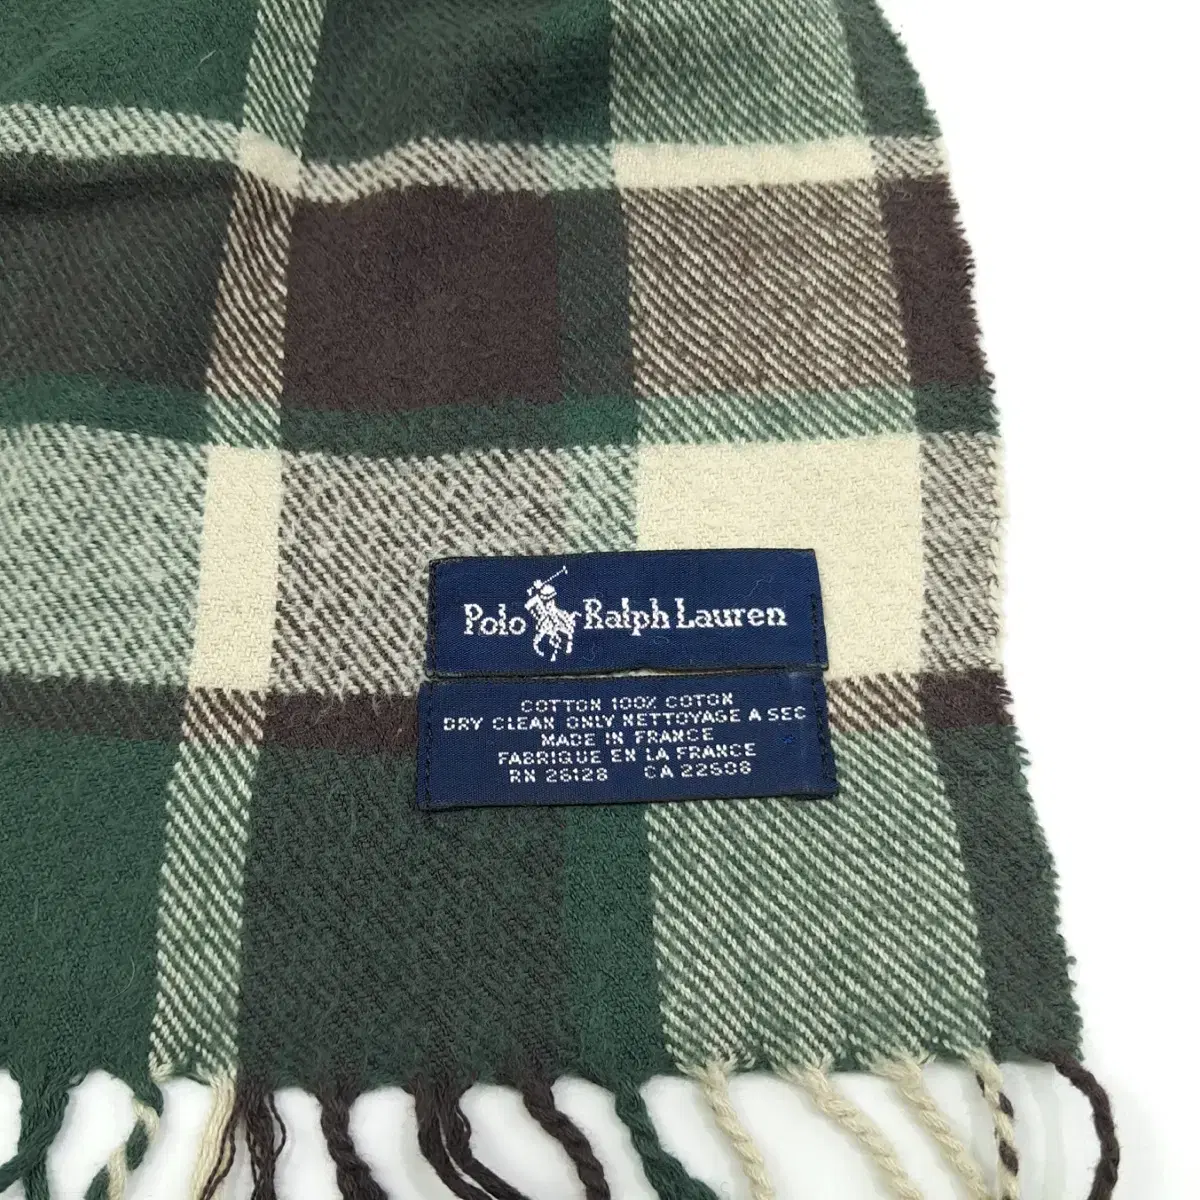 Polo Ralph Lauren
COTTON 100% COTON
DRY CLEAN ONLY NETTOYAGE A SEC
MADE IN FRANCE
FABRIQUE EN LA FRANCE
RN 26128 CA 22608